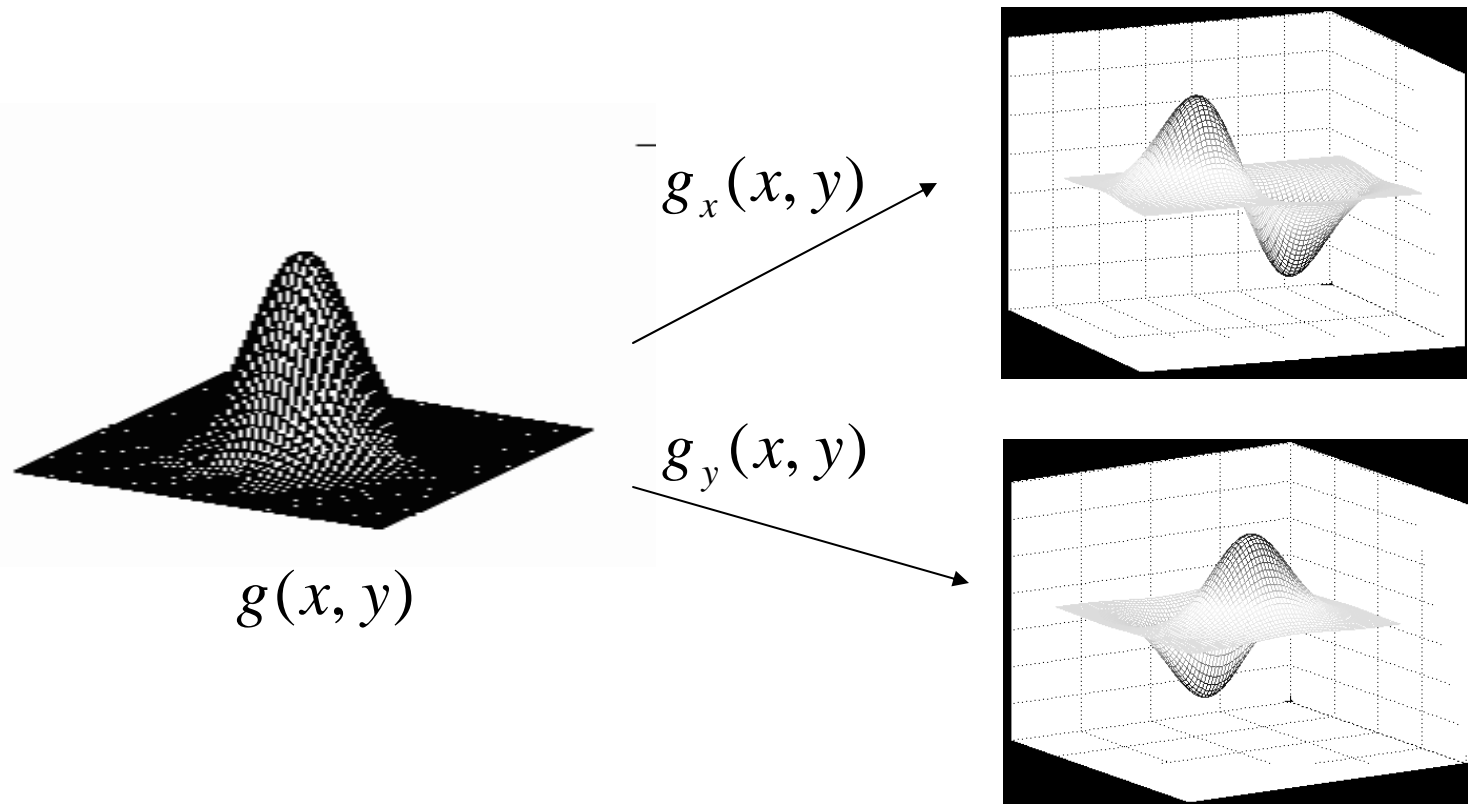 g_x(x, y)
g_y(x, y)
g(x, y)